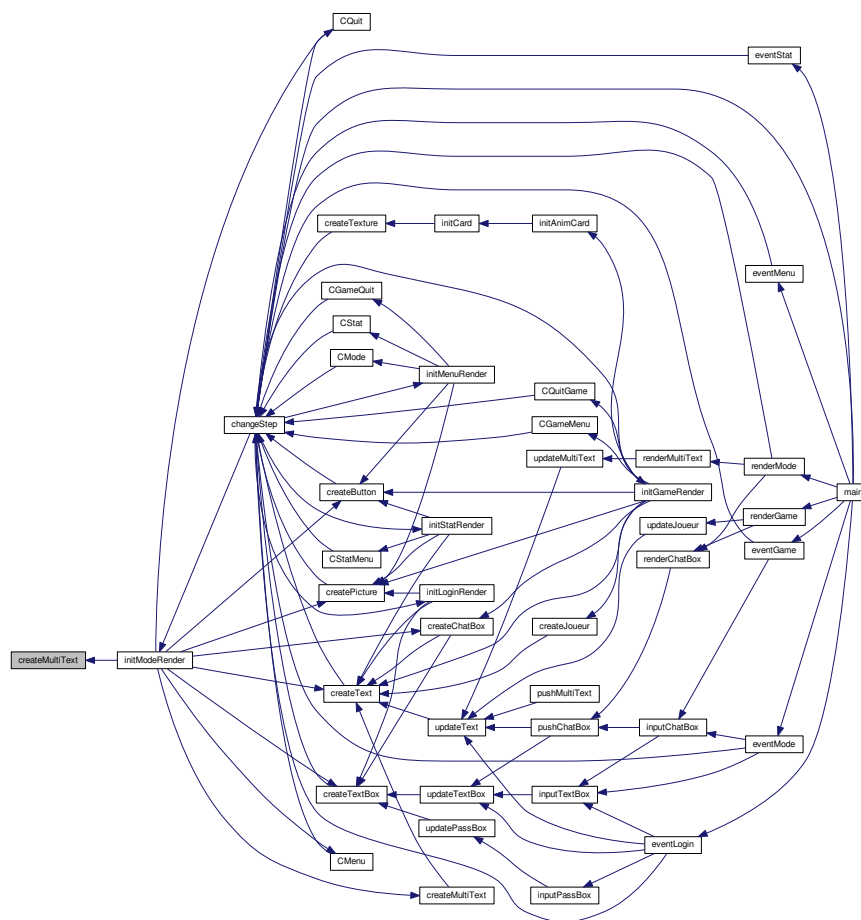 CQuit
eventStat
createTexture
initCard
initAnimCard
eventMenu
CGameQuit
CStat
CMode
initMenuRender
CQuitGame
changeStep
CGameMenu
updateMultiText
renderMultiText
renderMode
createButton
initGameRender
main
initStatRender
updateJoueur
renderGame
CStatMenu
renderChatBox
eventGame
createPicture
initLoginRender
createChatBox
createJoueur
createMultiText
initModeRender
createText
pushMultiText
updateText
pushChatBox
inputChatBox
eventMode
createTextBox
updateTextBox
inputTextBox
updatePassBox
eventLogin
CMenu
createMultiText
inputPassBox